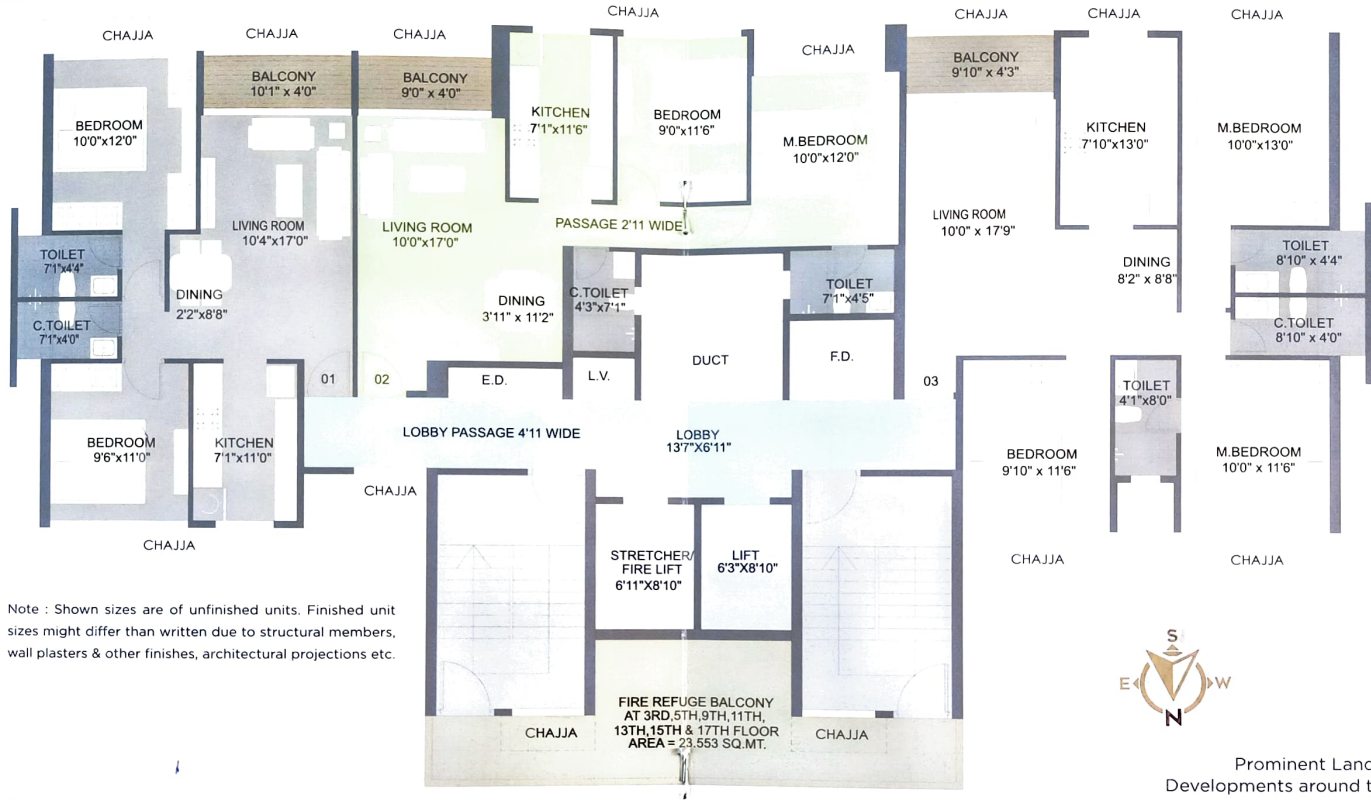 CHAJJA
CHAJJA
CHAJJA
CHAJJA
CHAJJA
CHAJJA
CHAJJA
CHAJJA
BALCONY
10'1" x 4'0"
BALCONY
9'0" x 4'0"
BALCONY
9'10" x 4'3"
BEDROOM
10'0"x12'0"
KITCHEN
7'1"x11'6"
BEDROOM
9'0"x11'6"
M.BEDROOM
10'0"x12'0"
KITCHEN
7'10"x13'0"
M.BEDROOM
10'0"x13'0"
LIVING ROOM
10'4"x17'0"
LIVING ROOM
10'0"x17'0"
PASSAGE 2'11 WIDE
LIVING ROOM
10'0" x 17'9"
TOILET
7'1"x4'4"
TOILET
8'10" x 4'4"
DINING
2'2"x8'8"
DINING
3'11" x 11'2"
C.TOILET
4'3"x7'1"
TOILET
7'1"x4'5"
DINING
8'2" x 8'8"
C.TOILET
7'1"x4'0"
C.TOILET
8'10" x 4'0"
01
02
E.D.
L.V.
DUCT
F.D.
03
TOILET
4'1"x8'0"
LOBBY PASSAGE 4'11 WIDE
LOBBY
13'7"X6'11"
BEDROOM
9'6"x11'0"
KITCHEN
7'1"x11'0"
BEDROOM
9'10" x 11'6"
M.BEDROOM
10'0" x 11'6"
CHAJJA
CHAJJA
STRETCHER/
FIRE LIFT
6'11"X8'10"
LIFT
6'3"X8'10"
CHAJJA
CHAJJA
Note : Shown sizes are of unfinished units. Finished unit
sizes might differ than written due to structural members,
wall plasters & other finishes, architectural projections etc.
S
E
W
N
FIRE REFUGE BALCONY
AT 3RD,5TH,9TH,11TH,
13TH,15TH & 17TH FLOOR
AREA = 23.553 SQ.MT.
CHAJJA
CHAJJA
Prominent Land
Developments around t